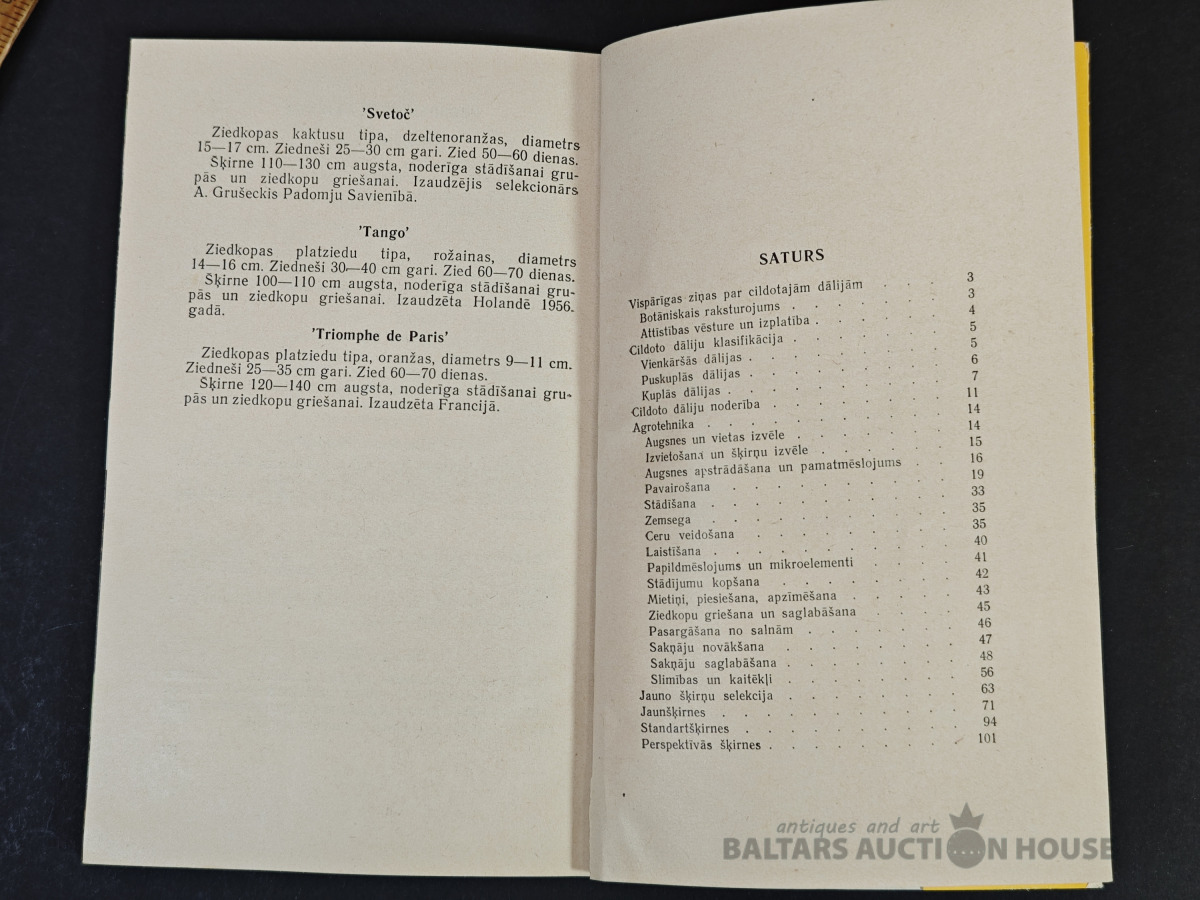 'Svetoč'
Ziedkopas kaktusu tipa, dzeltenoranžas, diametrs
15—17 cm. Ziedneši 25—30 cm gari. Zied 50—60 dienas.
Šķirne 110—130 cm augsta, noderīga stādīšanai gru-
pās un ziedkopu griešanai. Izaudzējis selekcionārs
A. Grušeckis Padomju Savienībā.
'Tango'
Ziedkopas platziedu tipa, rožainas, diametrs
14—16 cm. Ziedneši 30—40 cm gari. Zied 60—70 dienas.
Šķirne 100—110 cm augsta, noderīga stādīšanai gru-
pās un ziedkopu griešanai. Izaudzēta Holandē 1956.
gadā.
'Triomphe de Paris'
Ziedkopas platziedu tipa, oranžas, diametrs 9—11 cm.
Ziedneši 25—35 cm gari. Zied 60—70 dienas.
Šķirne 120—140 cm augsta, noderīga stādīšanai gru-
pās un ziedkopu griešanai. Izaudzēta Francijā.
SATURS
Vispārīgas ziņas par cildotajām dālijām . . . 3
Botāniskais raksturojums . . . . . 3
Attīstības vēsture un izplatība . . . . . 4
Cildoto dāliju klasifikācija . . . . . . 5
Vienkāršās dālijas . . . . . . . 5
Puskuplās dālijas . . . . . . . 6
Kuplās dālijas . . . . . . . . 7
Cildoto dāliju noderība . . . . . . . 11
Agrotehnika . . . . . . . . . 14
Augsnes un vietas izvēle . . . . . . 14
Izvietošana un šķirņu izvēle . . . . . 15
Augsnes apstrādāšana un pamatmēslojums . . 16
Pavairošana . . . . . . . . 19
Stādīšana . . . . . . . . 33
Zemsega . . . . . . . . 35
Ceru veidošana . . . . . . . 35
Laistīšana . . . . . . . . 40
Papildmēslojums un mikroelementi . . . . 41
Stādījumu kopšana . . . . . . 42
Mietiņi, piesiešana, apzīmēšana . . . . 43
Ziedkopu griešana un saglabāšana . . . . 45
Pasargāšana no salnām . . . . . . 46
Sakņāju novākšana . . . . . . 47
Sakņāju saglabāšana . . . . . . 48
Slimības un kaitēkļi . . . . . . 56
Jauno šķirņu selekcija . . . . . . 63
Jaunšķirnes . . . . . . . . 71
Standartšķirnes . . . . . . . . 94
Perspektīvās šķirnes . . . . . . . 101
antiques and art
BALTARS AUCTION HOUSE